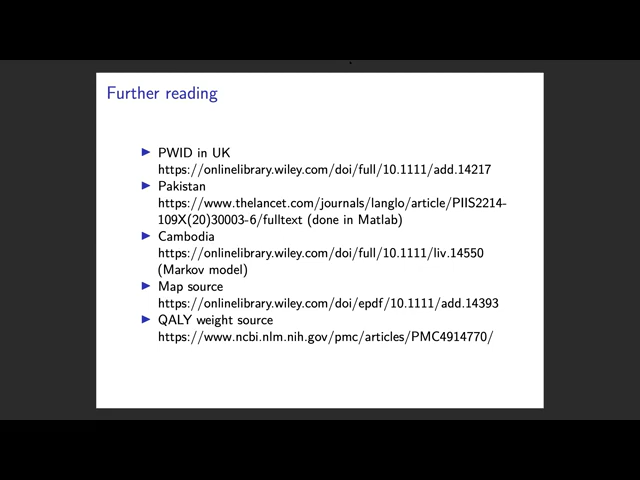 Further reading
▶ PWID in UK
https://onlinelibrary.wiley.com/doi/full/10.1111/add.14217
▶ Pakistan
https://www.thelancet.com/journals/langlo/article/PIIS2214-
109X(20)30003-6/fulltext (done in Matlab)
▶ Cambodia
https://onlinelibrary.wiley.com/doi/full/10.1111/liv.14550
(Markov model)
▶ Map source
https://onlinelibrary.wiley.com/doi/epdf/10.1111/add.14393
▶ QALY weight source
https://www.ncbi.nlm.nih.gov/pmc/articles/PMC4914770/